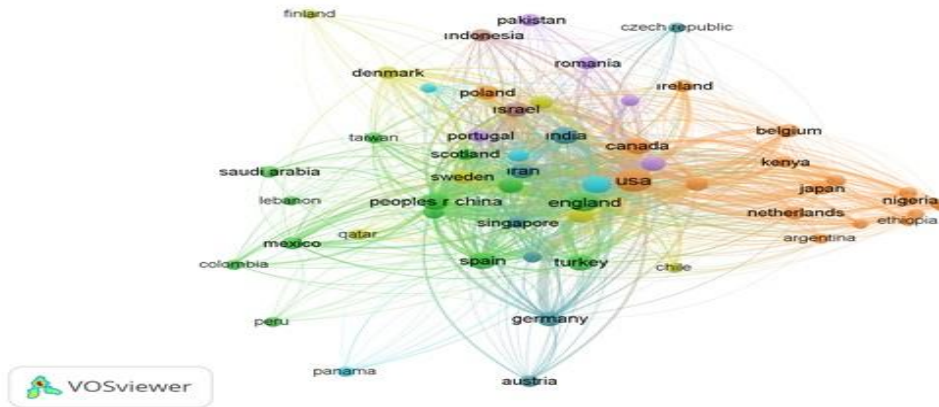 finland
pakistan
indonesia
czech republic
romania
denmark
poland
ireland
israel
belgium
taiwan
portugal
india
canada
scotland
kenya
saudi arabia
sweden
iran
usa
japan
lebanon
peoples r china
england
nigeria
netherlands
singapore
ethiopia
qatar
mexico
argentina
colombia
spain
turkey
chile
peru
germany
panama
austria
VOSviewer